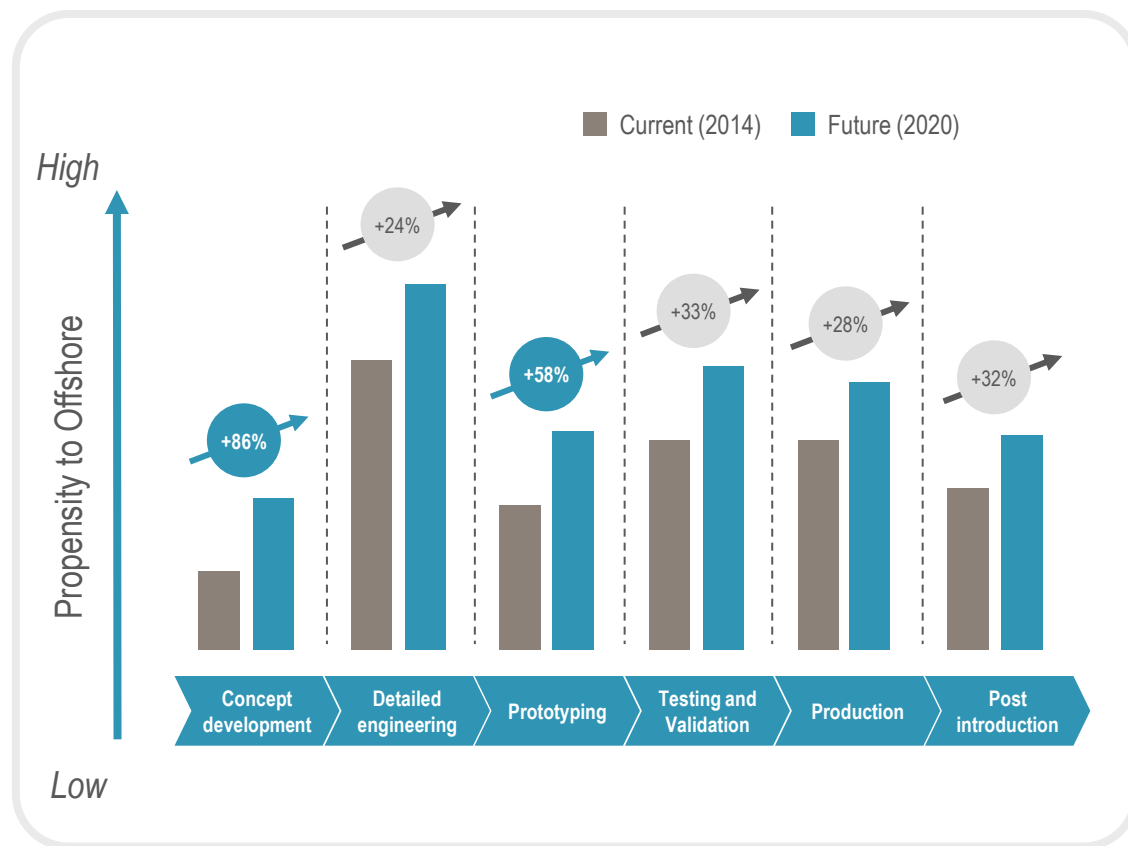 Current (2014)
Future (2020)
High
Propensity to Offshore
Low
+86%
+24%
+58%
+33%
+28%
+32%
Concept
development
Detailed
engineering
Prototyping
Testing and
Validation
Production
Post
introduction